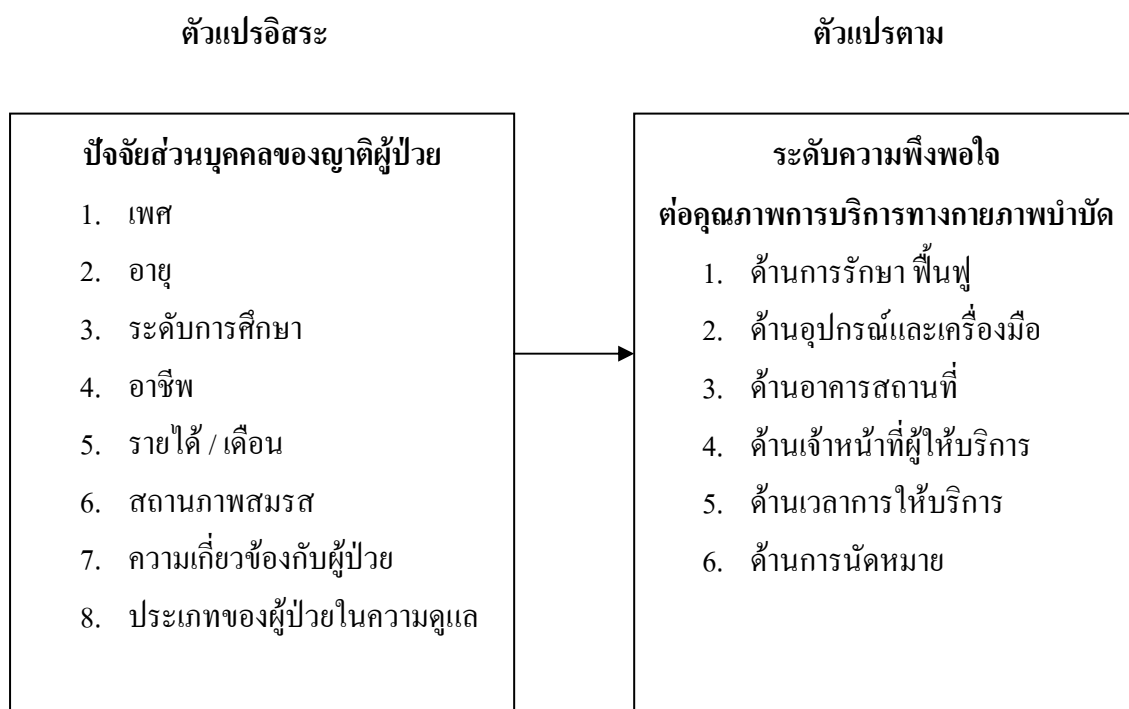 ตัวแปรอิสระ
ตัวแปรตาม
ปัจจัยส่วนบุคคลของญาติผู้ป่วย
1. เพศ
2. อายุ
3. ระดับการศึกษา
4. อาชีพ
5. รายได้ / เดือน
6. สถานภาพสมรส
7. ความเกี่ยวข้องกับผู้ป่วย
8. ประเภทของผู้ป่วยในความดูแล
ระดับความพึงพอใจ
ต่อคุณภาพการบริการทางกายภาพบำบัด
1. ด้านการรักษา ฟื้นฟู
2. ด้านอุปกรณ์และเครื่องมือ
3. ด้านอาคารสถานที่
4. ด้านเจ้าหน้าที่ผู้ให้บริการ
5. ด้านเวลาการให้บริการ
6. ด้านการนัดหมาย